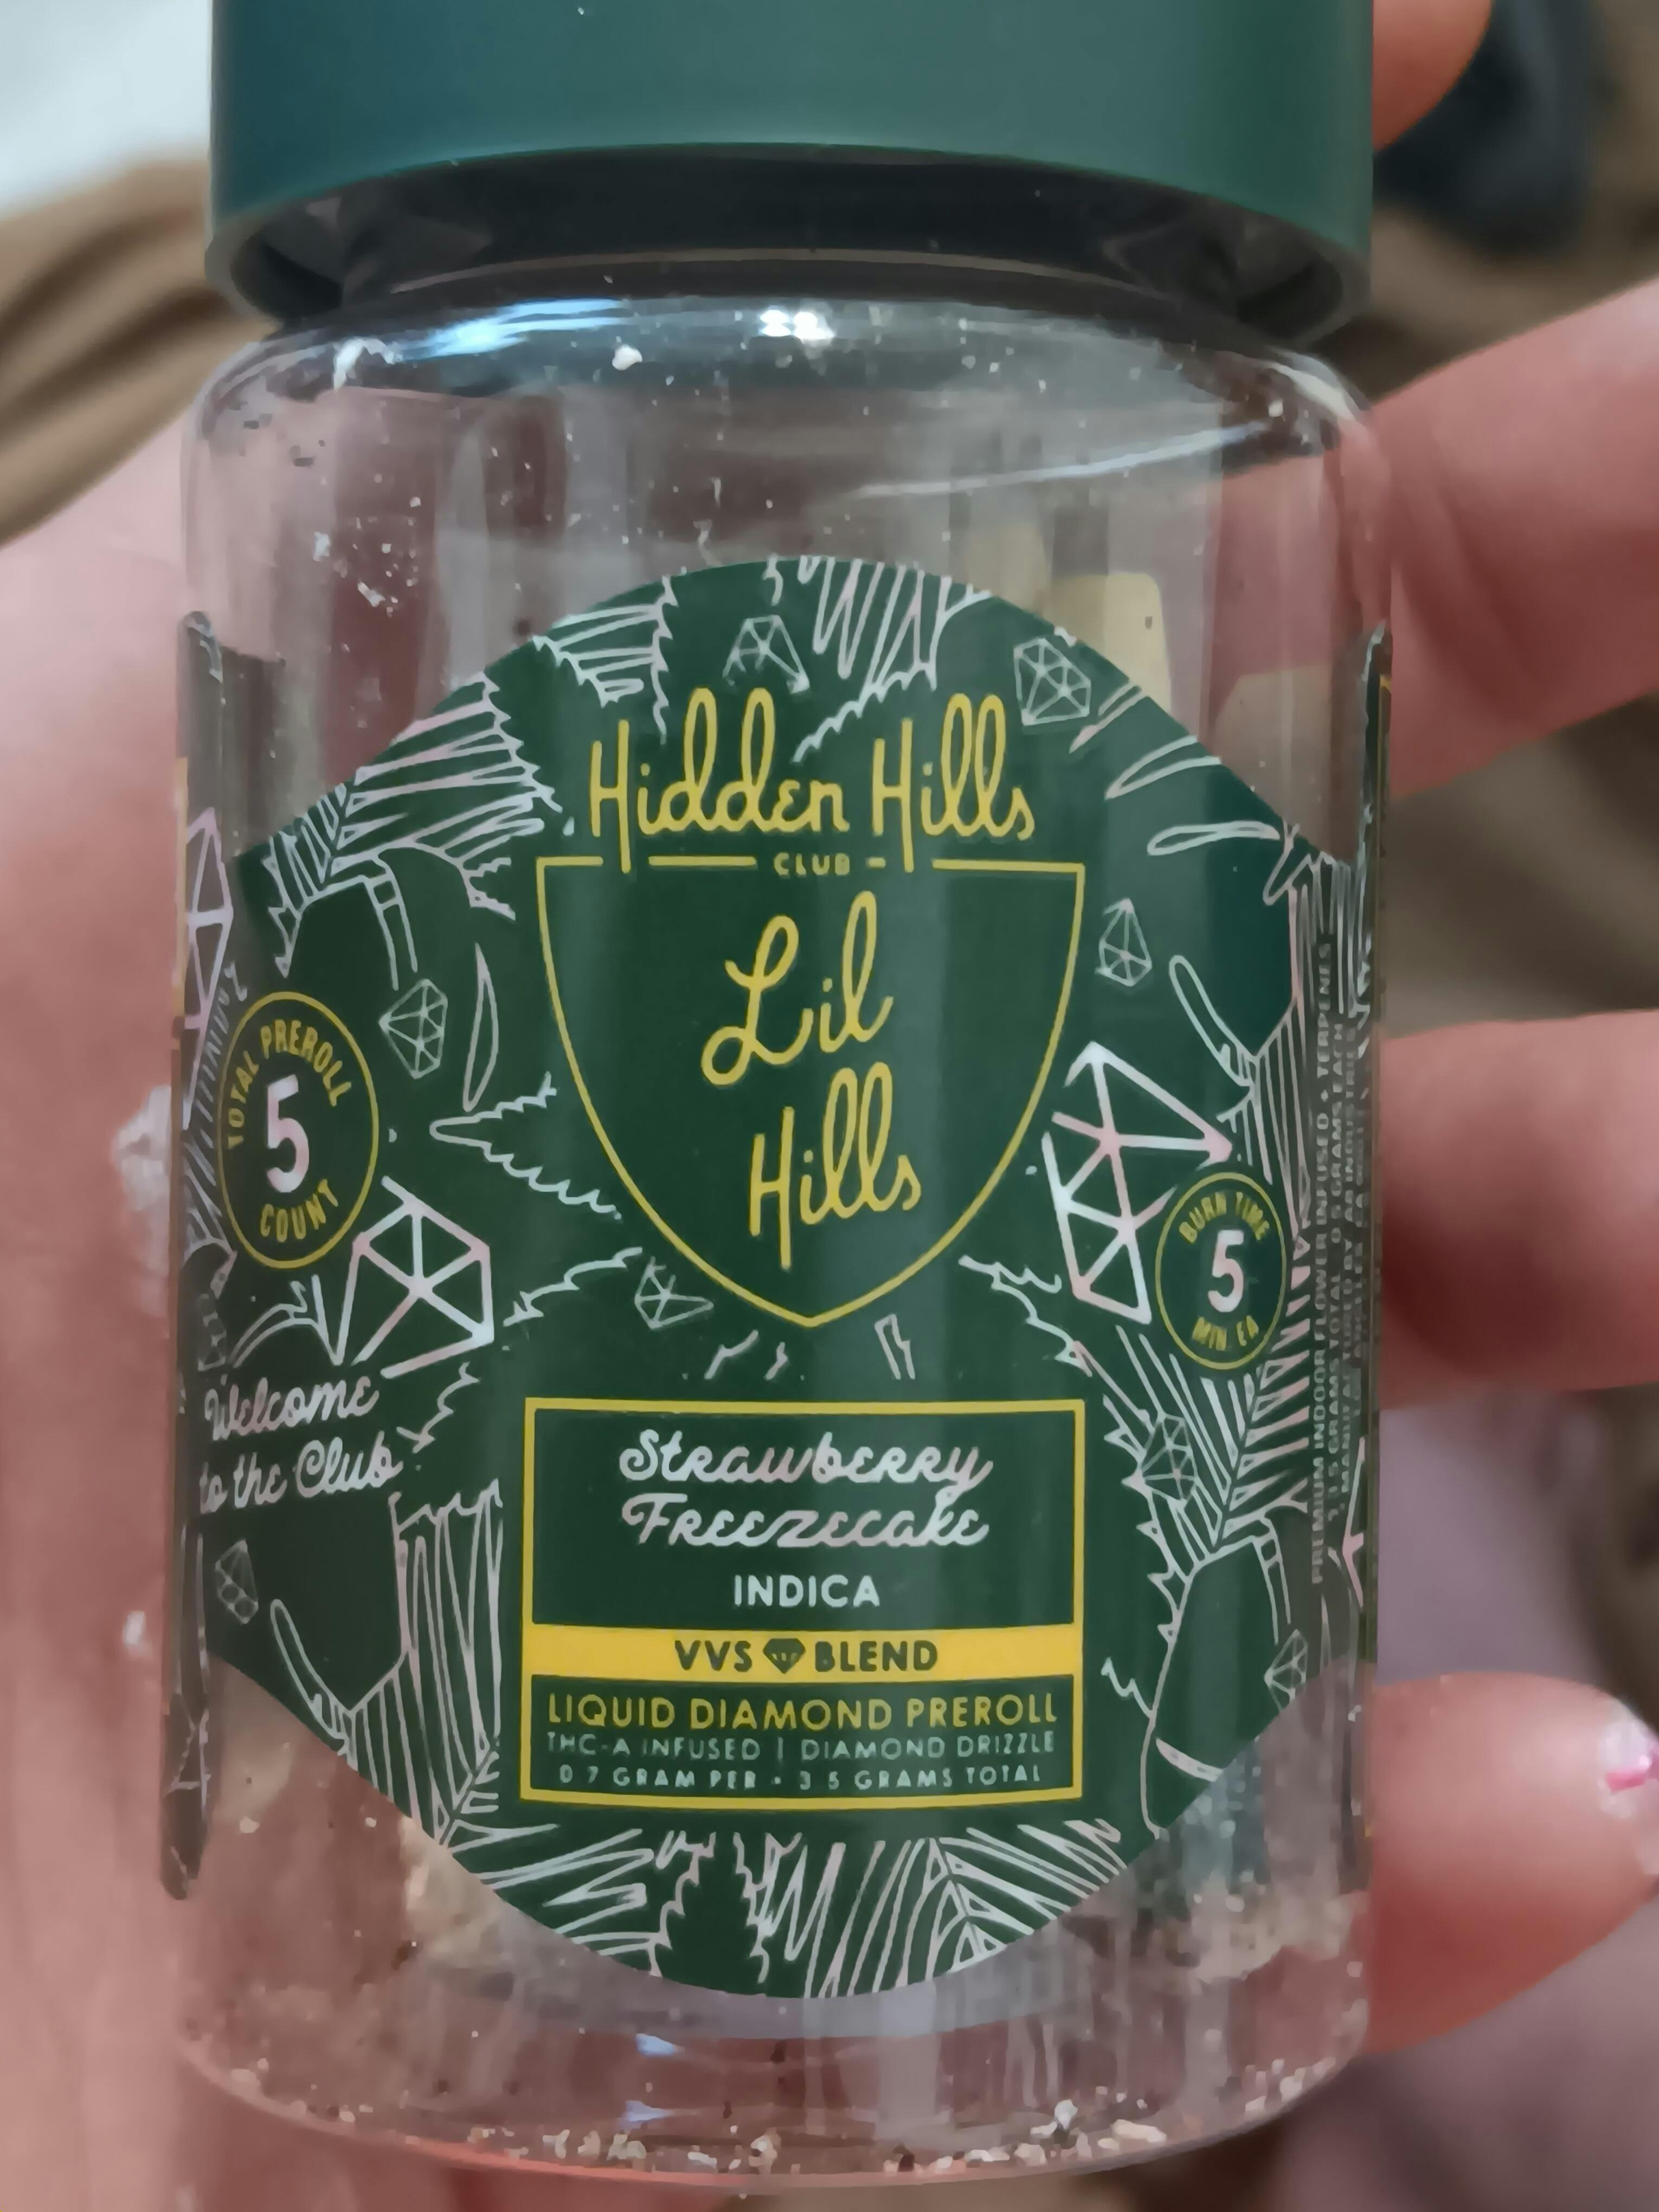 Hidden Hills
CLUB
Lil
Hills
TOTAL PREROLL
5
COUNT
BURN TIME
5
MIN. EA
Welcome
to the Club
Strawberry
Freezecake
INDICA
VVS BLEND
LIQUID DIAMOND PREROLL
THC-A INFUSED | DIAMOND DRIZZLE
0.7 GRAM PER • 3.5 GRAMS TOTAL
PREMIUM INDOOR FLOWER INFUSED + TERPENES